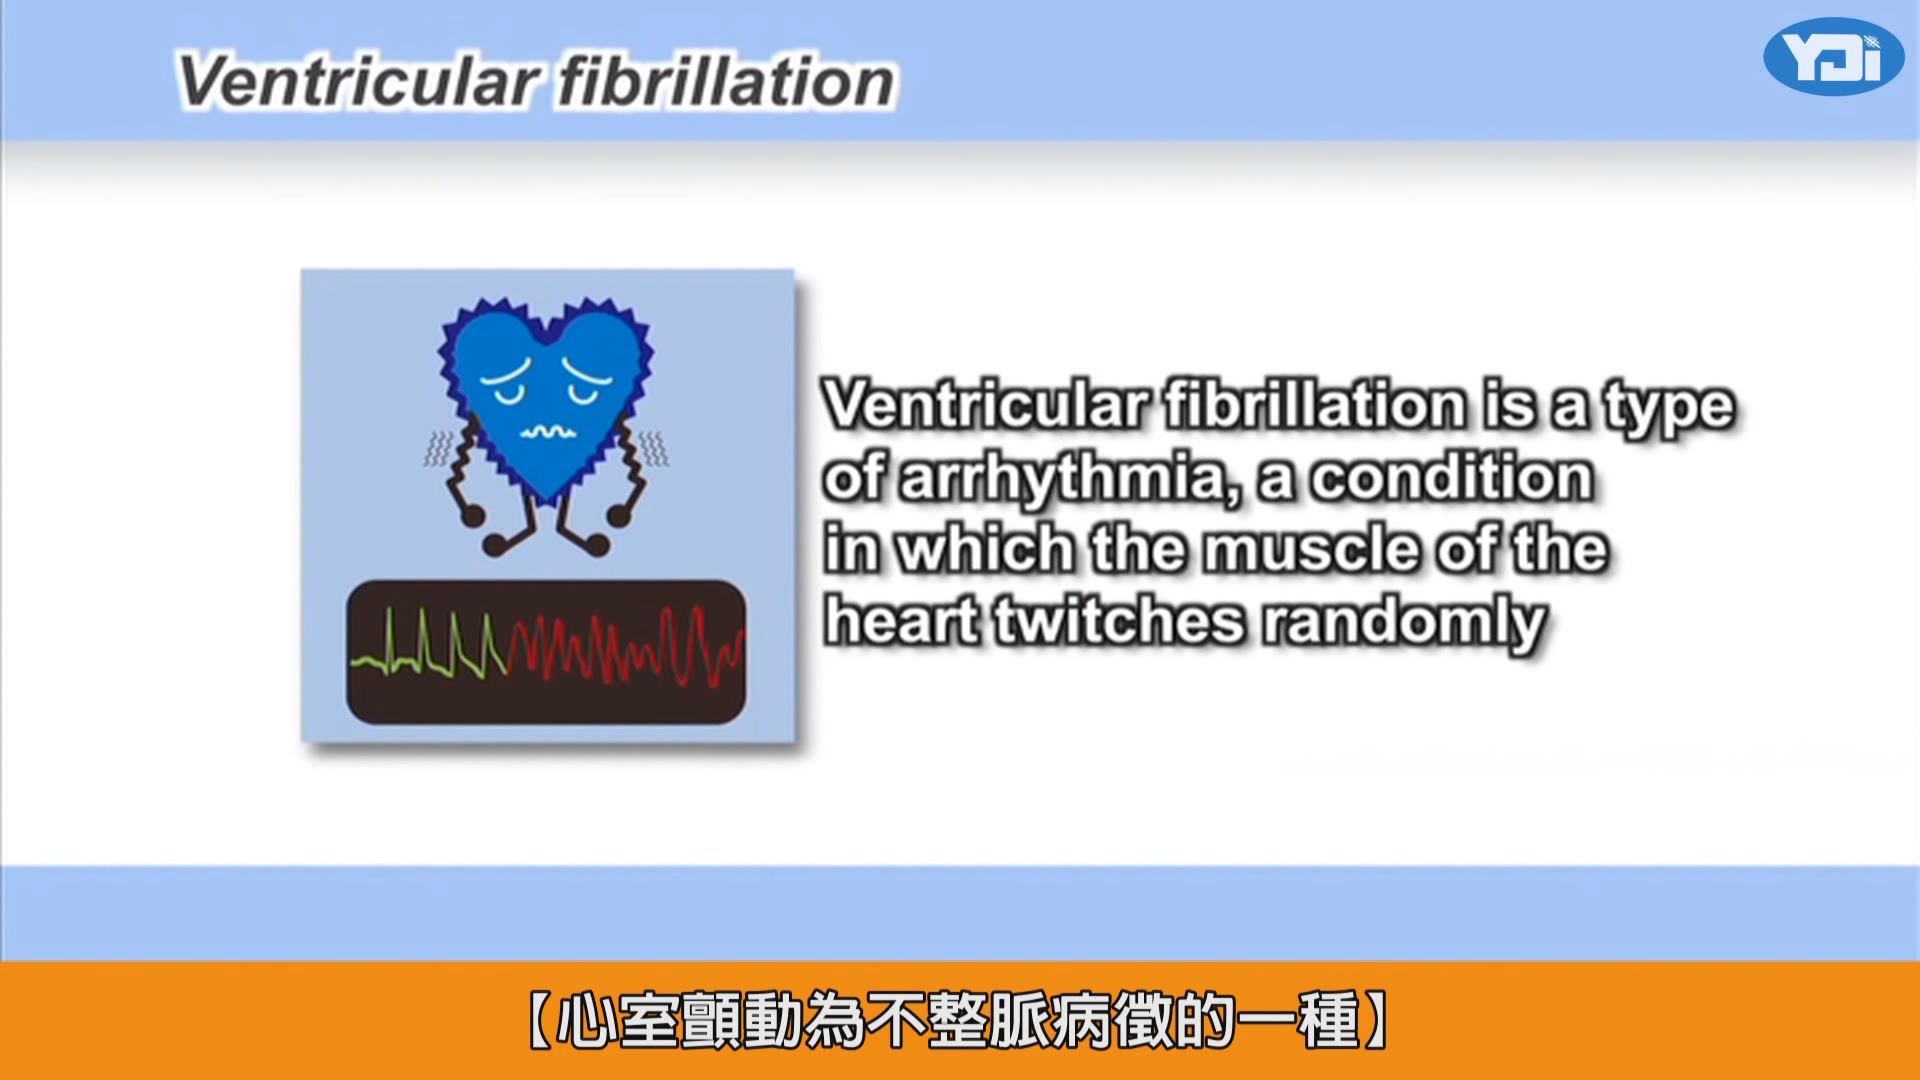 Ventricular fibrillation
YDi
Ventricular fibrillation is a type
of arrhythmia, a condition
in which the muscle of the
heart twitches randomly
【心室顫動為不整脈病徵的一種】